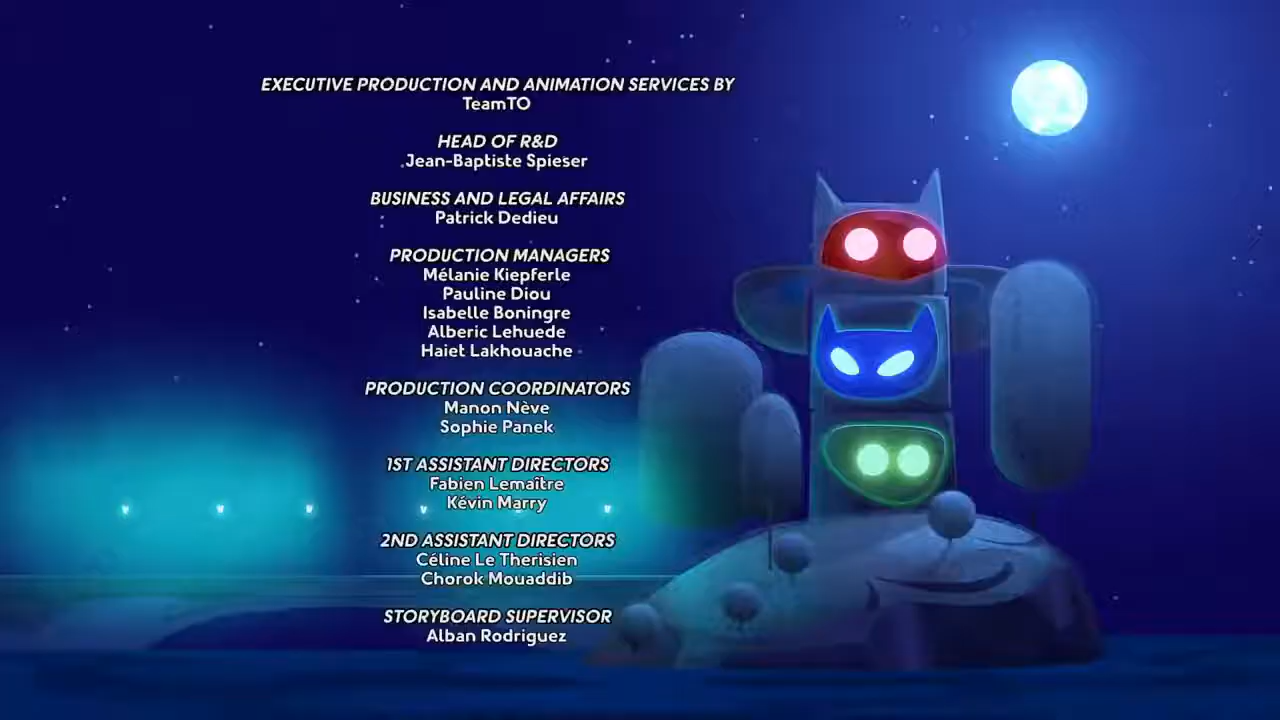 EXECUTIVE PRODUCTION AND ANIMATION SERVICES BY
TeamTO
HEAD OF R&D
Jean-Baptiste Spieser
BUSINESS AND LEGAL AFFAIRS
Patrick Dedieu
PRODUCTION MANAGERS
Mélanie Kiepferle
Pauline Diou
Isabelle Boningre
Alberic Lehuede
Haiet Lakhouache
PRODUCTION COORDINATORS
Manon Nève
Sophie Panek
1ST ASSISTANT DIRECTORS
Fabien Lemaître
Kévin Marry
2ND ASSISTANT DIRECTORS
Céline Le Therisien
Chorok Mouaddib
STORYBOARD SUPERVISOR
Alban Rodriguez